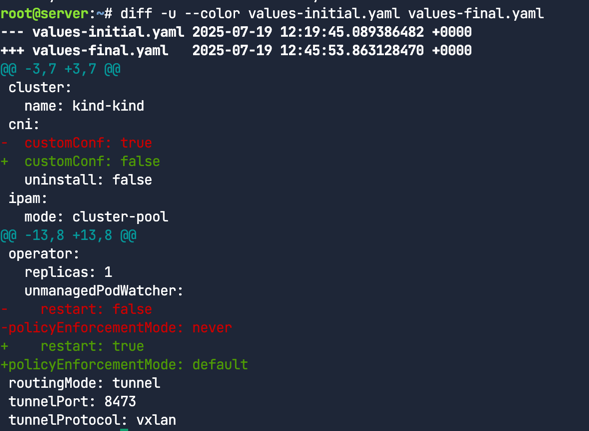 root@server:~# diff -u --color values-initial.yaml values-final.yaml
--- values-initial.yaml 2025-07-19 12:19:45.089386482 +0000
+++ values-final.yaml   2025-07-19 12:45:53.863128470 +0000
@@ -3,7 +3,7 @@
 cluster:
   name: kind-kind
 cni:
-  customConf: true
+  customConf: false
   uninstall: false
 ipam:
   mode: cluster-pool
@@ -13,8 +13,8 @@
 operator:
   replicas: 1
   unmanagedPodWatcher:
-    restart: false
-policyEnforcementMode: never
+    restart: true
+policyEnforcementMode: default
 routingMode: tunnel
 tunnelPort: 8473
 tunnelProtocol: vxlan